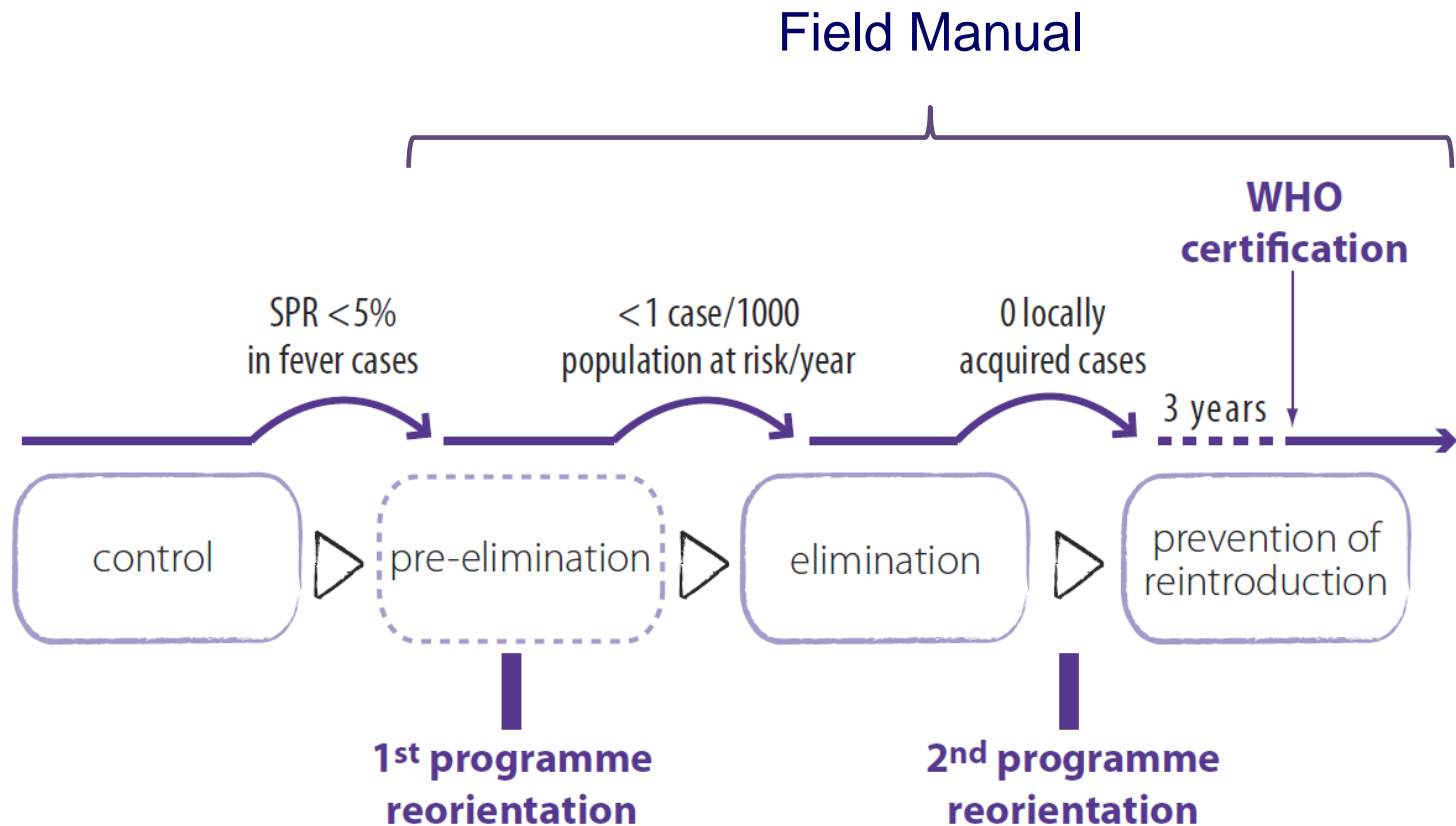 Field Manual
WHO
certification
SPR <5%
in fever cases
<1 case/1000
population at risk/year
0 locally
acquired cases
3 years
control
pre-elimination
elimination
prevention of
reintroduction
1st programme
reorientation
2nd programme
reorientation